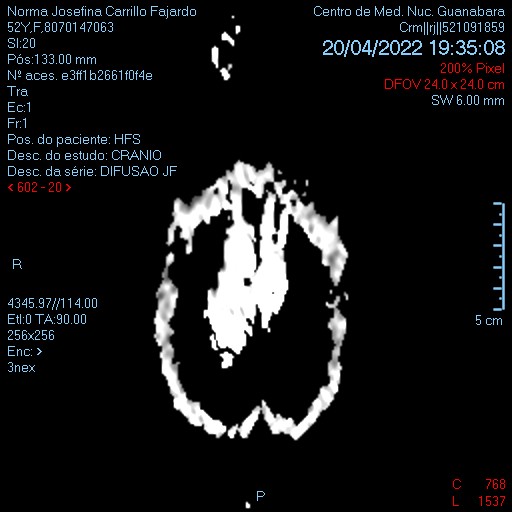 Norma Josefina Carrillo Fajardo
52Y,F,8070147063
Sl:20
Pós:133.00 mm
Nº aces. e3ff1b2661f0f4e
Tra
Ec:1
Fr:1
Pos. do paciente: HFS
Desc. do estudo: CRANIO
Desc. da série: DIFUSAO JF
< 602 - 20 >
Centro de Med. Nuc. Guanabara
Crm||rj||521091859
20/04/2022 19:35:08
200% Pixel
DFOV 24.0 x 24.0 cm
SW 6.00 mm
R
5 cm
4345.97//114.00
Etl:0 TA:90.00
256x256
Enc: >
3nex
P
C 768
L 1537